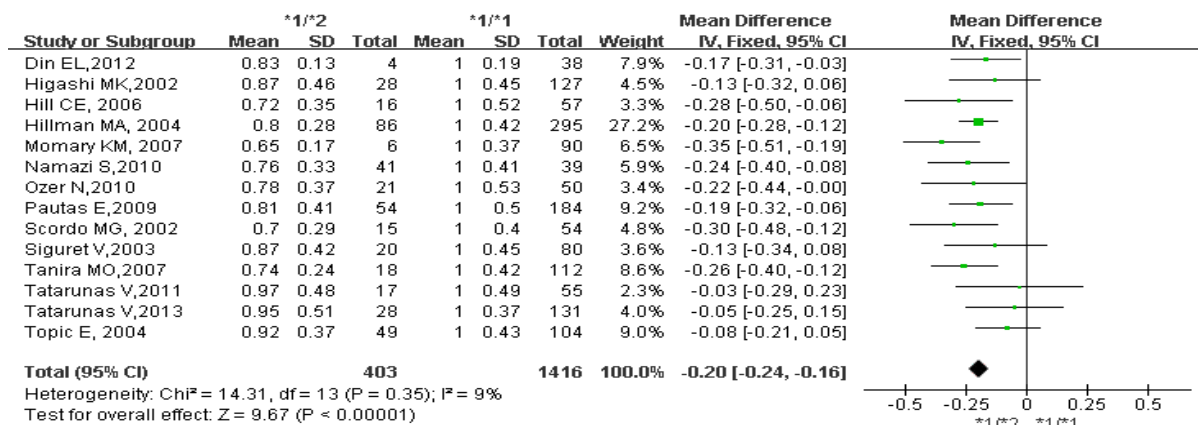 *1/*2 *1/*1 Mean Difference Mean Difference
Study or Subgroup Mean SD Total Mean SD Total Weight IV, Fixed, 95% CI IV, Fixed, 95% CI
Din EL,2012 0.83 0.13 4 1 0.19 38 7.9% -0.17 [-0.31, -0.03]
Higashi MK,2002 0.87 0.46 28 1 0.45 127 4.5% -0.13 [-0.32, 0.06]
Hill CE, 2006 0.72 0.35 16 1 0.52 57 3.3% -0.28 [-0.50, -0.06]
Hillman MA, 2004 0.8 0.28 86 1 0.42 295 27.2% -0.20 [-0.28, -0.12]
Momary KM, 2007 0.65 0.17 6 1 0.37 90 6.5% -0.35 [-0.51, -0.19]
Namazi S,2010 0.76 0.33 41 1 0.41 39 5.9% -0.24 [-0.40, -0.08]
Ozer N,2010 0.78 0.37 21 1 0.53 50 3.4% -0.22 [-0.44, -0.00]
Pautas E,2009 0.81 0.41 54 1 0.5 184 9.2% -0.19 [-0.32, -0.06]
Scordo MG, 2002 0.7 0.29 15 1 0.4 54 4.8% -0.30 [-0.48, -0.12]
Siguret V,2003 0.87 0.42 20 1 0.45 80 3.6% -0.13 [-0.34, 0.08]
Tanira MO,2007 0.74 0.24 18 1 0.42 112 8.6% -0.26 [-0.40, -0.12]
Tatarunas V,2011 0.97 0.48 17 1 0.49 55 2.3% -0.03 [-0.29, 0.23]
Tatarunas V,2013 0.95 0.51 28 1 0.37 131 4.0% -0.05 [-0.25, 0.15]
Topic E, 2004 0.92 0.37 49 1 0.43 104 9.0% -0.08 [-0.21, 0.05]
Total (95% CI) 403 1416 100.0% -0.20 [-0.24, -0.16]
Heterogeneity: Chi² = 14.31, df = 13 (P = 0.35); I² = 9%
Test for overall effect: Z = 9.67 (P < 0.00001)
-0.5 -0.25 0 0.25 0.5
*1/*2 *1/*1